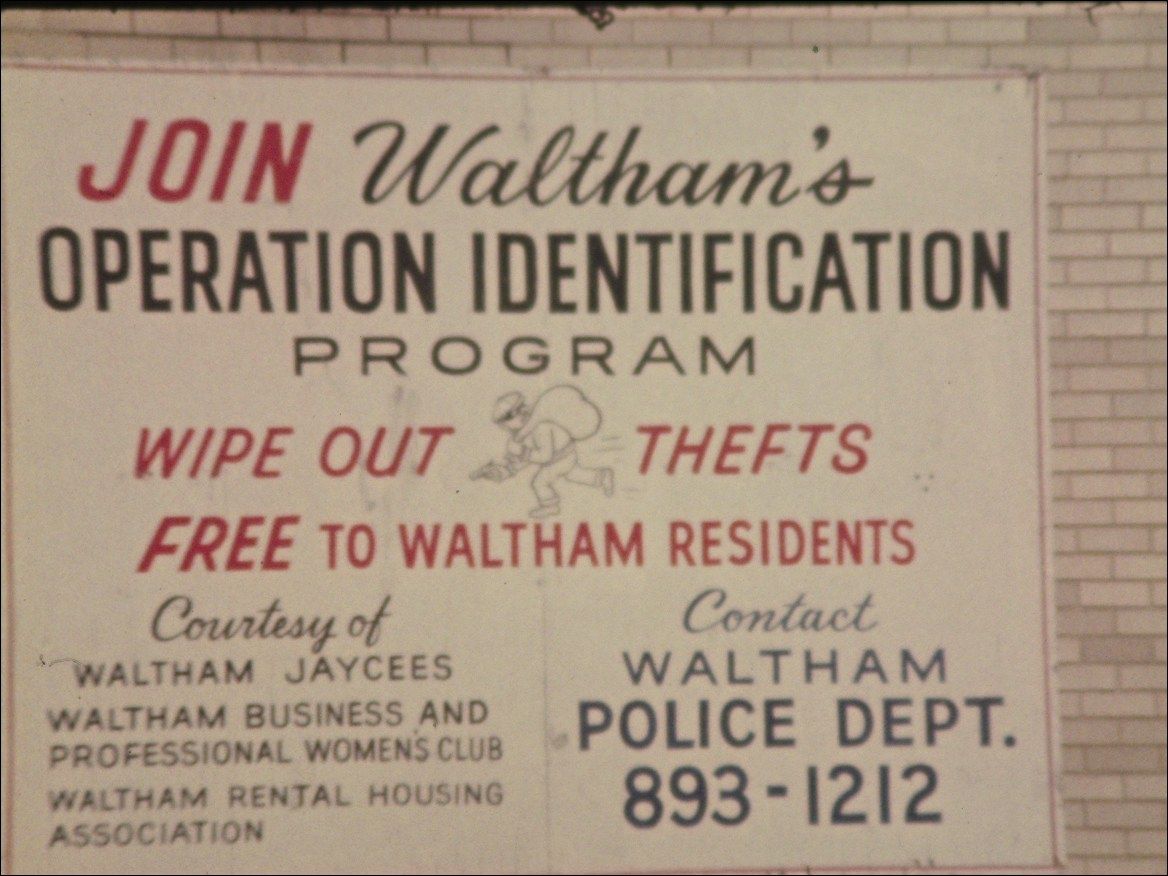 JOIN Waltham's
OPERATION IDENTIFICATION
PROGRAM
WIPE OUT THEFTS
FREE TO WALTHAM RESIDENTS
Courtesy of
WALTHAM JAYCEES
WALTHAM BUSINESS AND
PROFESSIONAL WOMEN'S CLUB
WALTHAM RENTAL HOUSING
ASSOCIATION
Contact
WALTHAM
POLICE DEPT.
893-1212